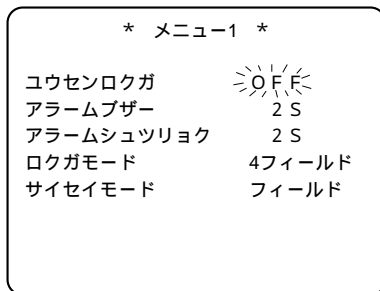 * メニュー1 *
ユウセンロクガ OFF
アラームブザー 2S
アラームシュツリョク 2S
ロクガモード 4フィールド
サイセイモード フィールド